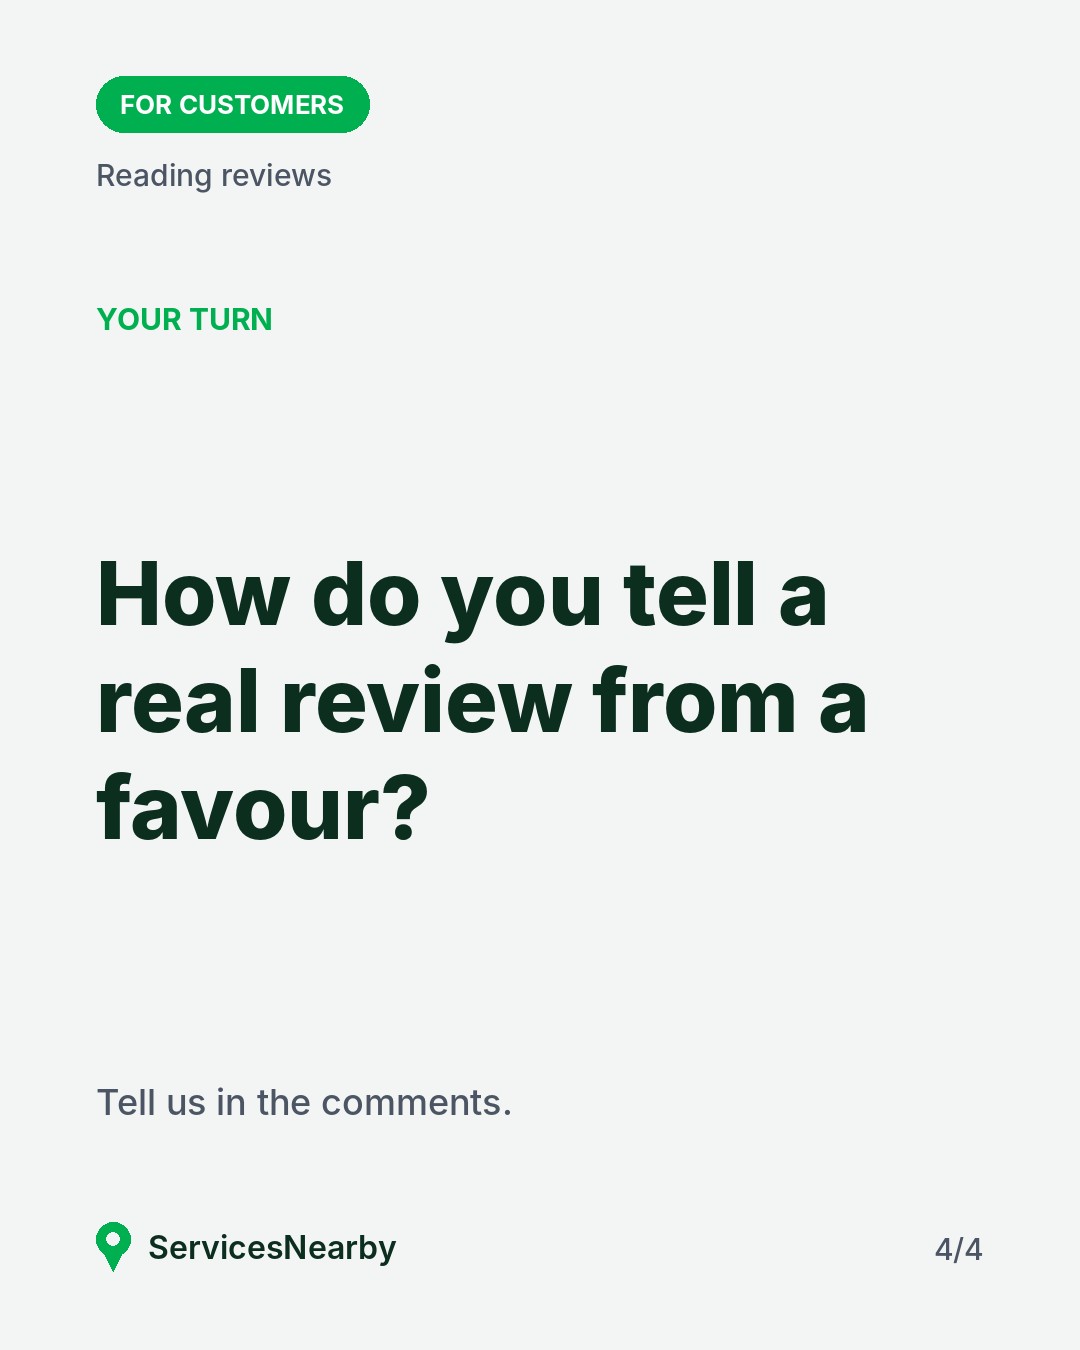 FOR CUSTOMERS
Reading reviews
YOUR TURN
How do you tell a
real review from a
favour?
Tell us in the comments.
ServicesNearby
4/4